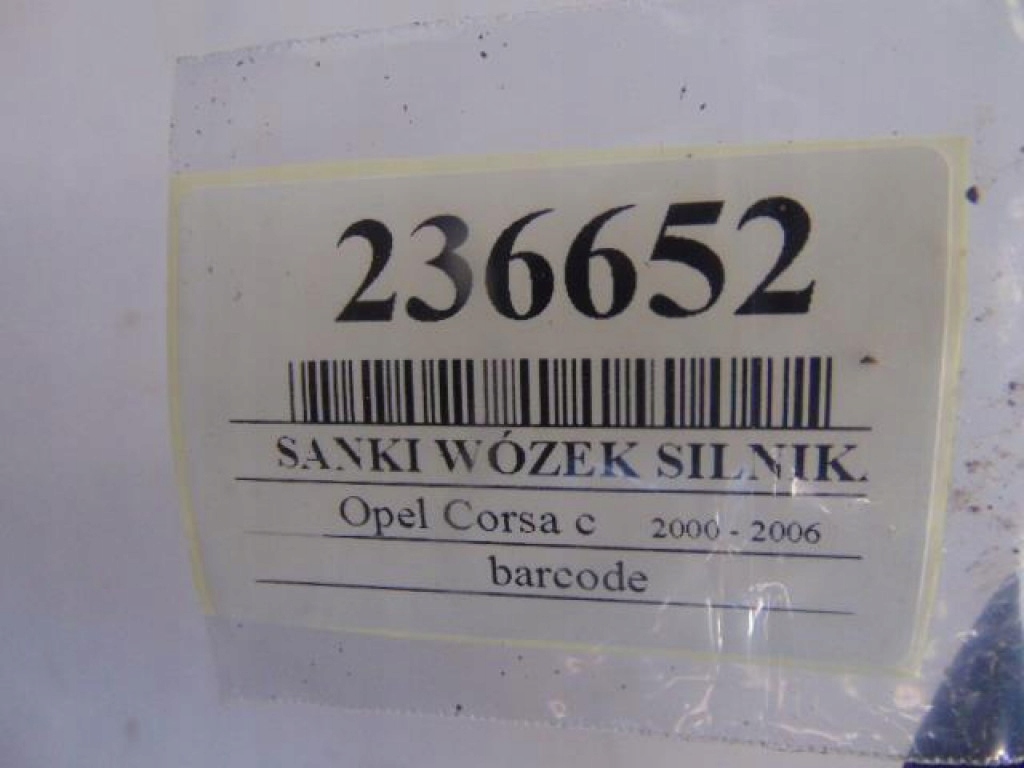 236652
SANKI WÓZEK SILNIK.
Opel Corsa c 2000 - 2006
barcode